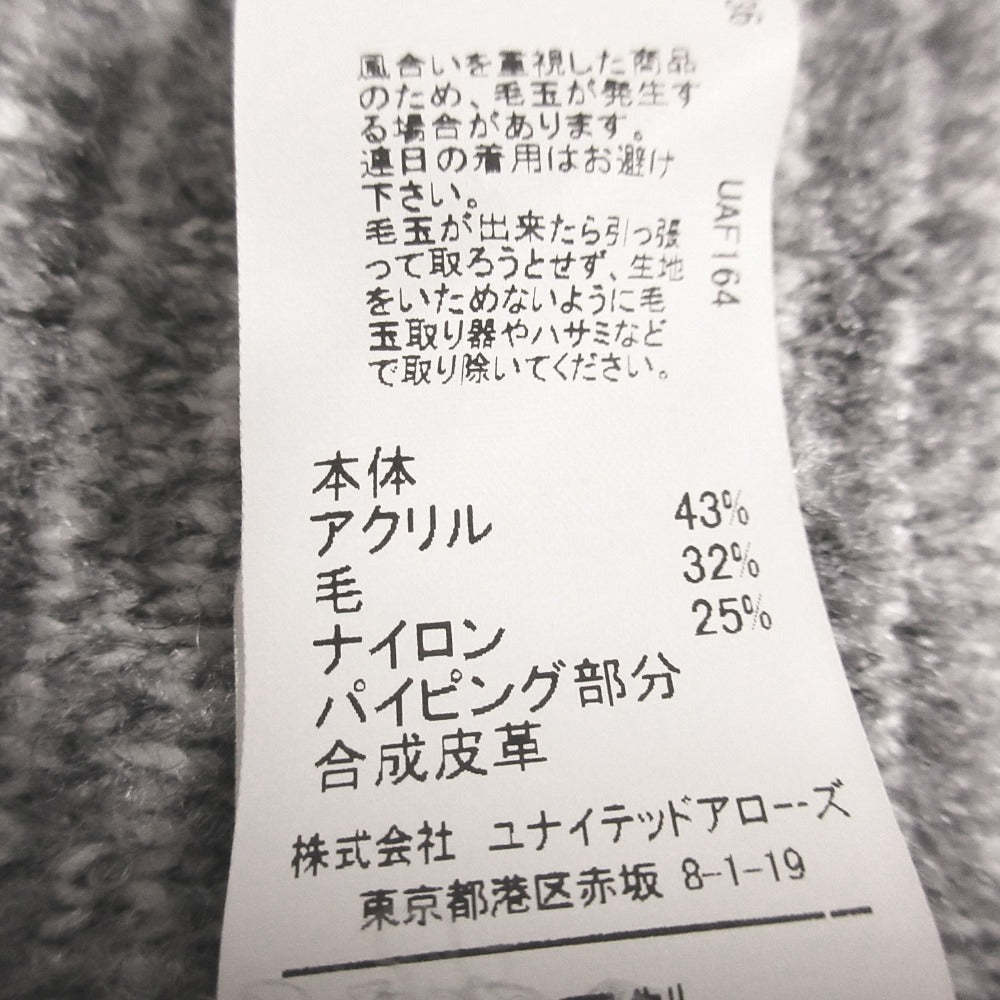 風合いを重視した商品
のため、毛玉が発生す
る場合があります。
連日の着用はお避け
下さい。
毛玉が出来たら引っ張
って取ろうとせず、生地
をいためないように毛
玉取り器やハサミなど
で取り除いてください。
UAF164
本体
アクリル 43%
毛 32%
ナイロン 25%
パイピング部分
合成皮革
株式会社 ユナイテッドアローズ
東京都港区赤坂 8-1-19